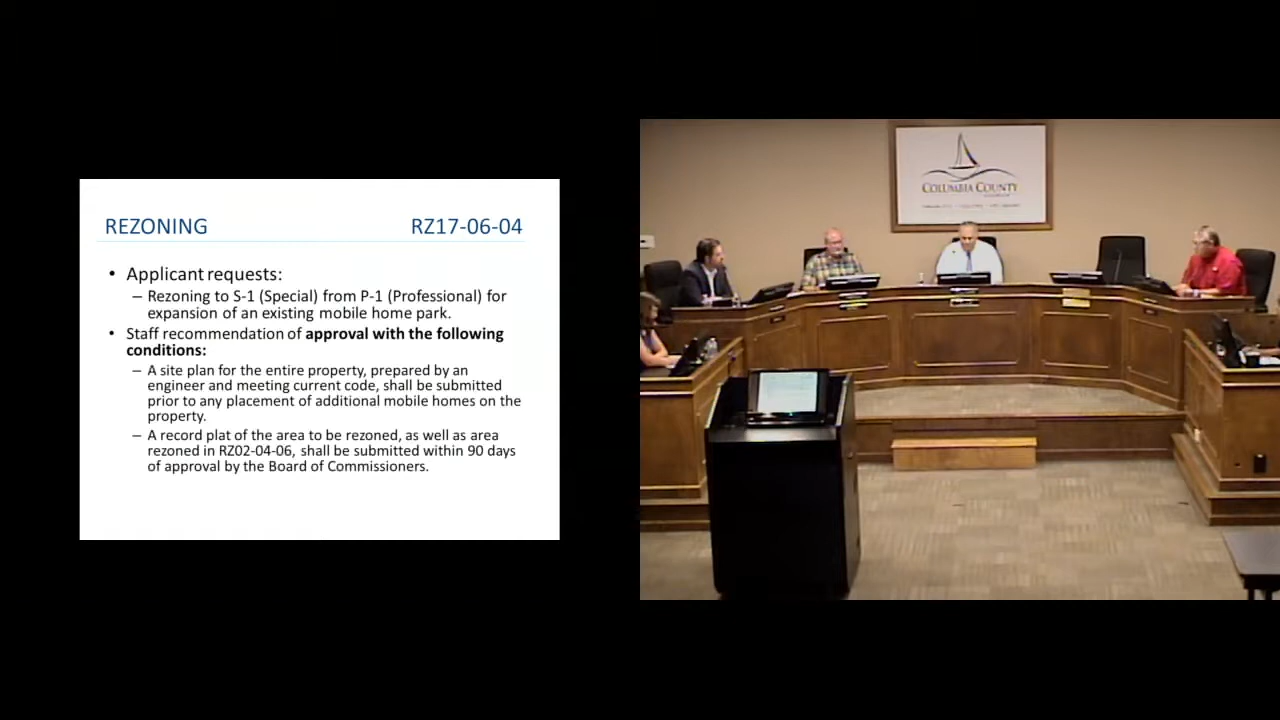 REZONING RZ17-06-04
• Applicant requests:
– Rezoning to S-1 (Special) from P-1 (Professional) for
expansion of an existing mobile home park.
• Staff recommendation of approval with the following
conditions:
– A site plan for the entire property, prepared by an
engineer and meeting current code, shall be submitted
prior to any placement of additional mobile homes on the
property.
– A record plat of the area to be rezoned, as well as area
rezoned in RZ02-04-06, shall be submitted within 90 days
of approval by the Board of Commissioners.
COLUMBIA COUNTY